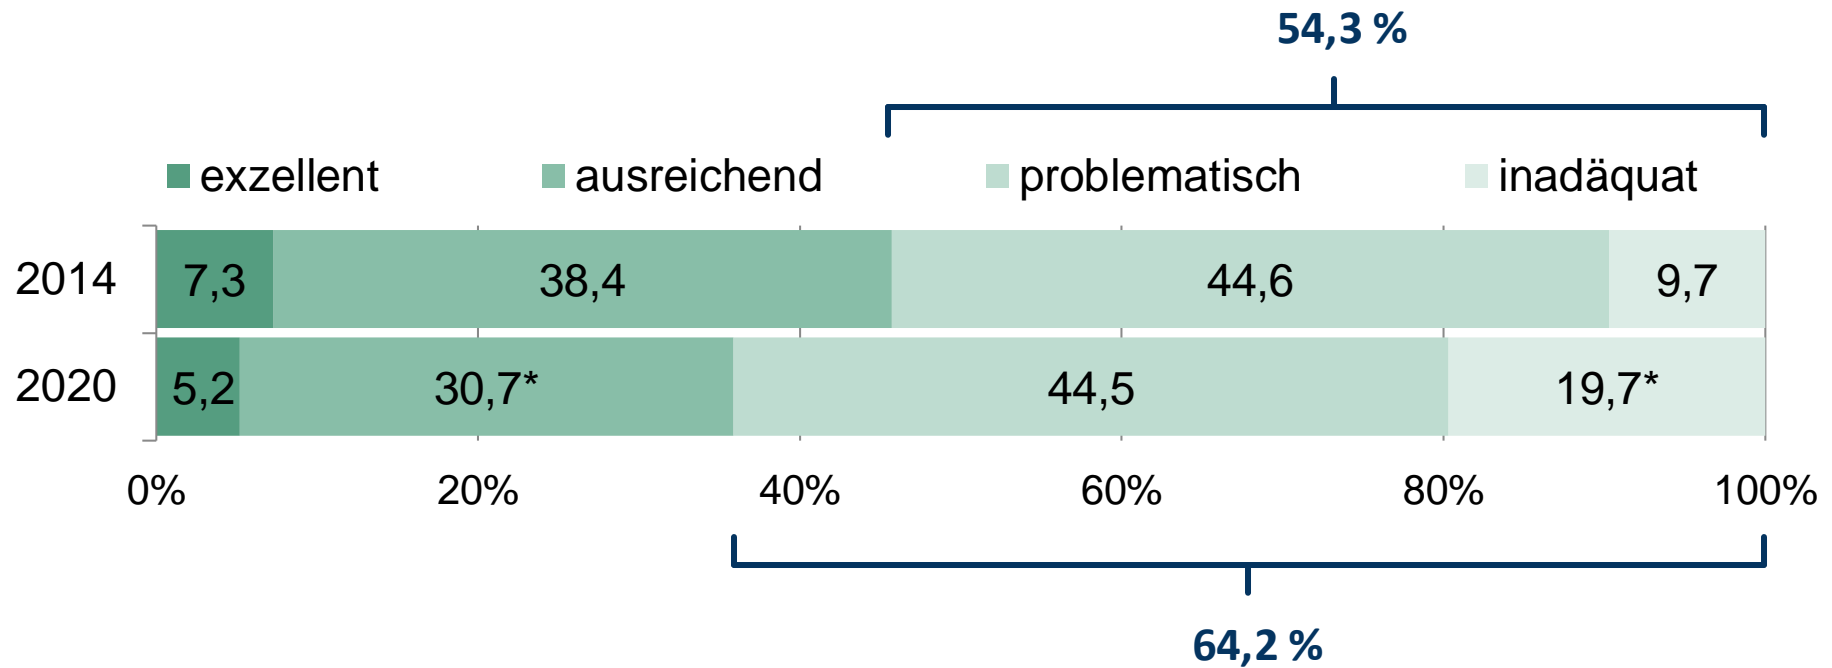 54,3 %
exzellent ausreichend problematisch inadäquat
2014 7,3 38,4 44,6 9,7
2020 5,2 30,7* 44,5 19,7*
0% 20% 40% 60% 80% 100%
64,2 %